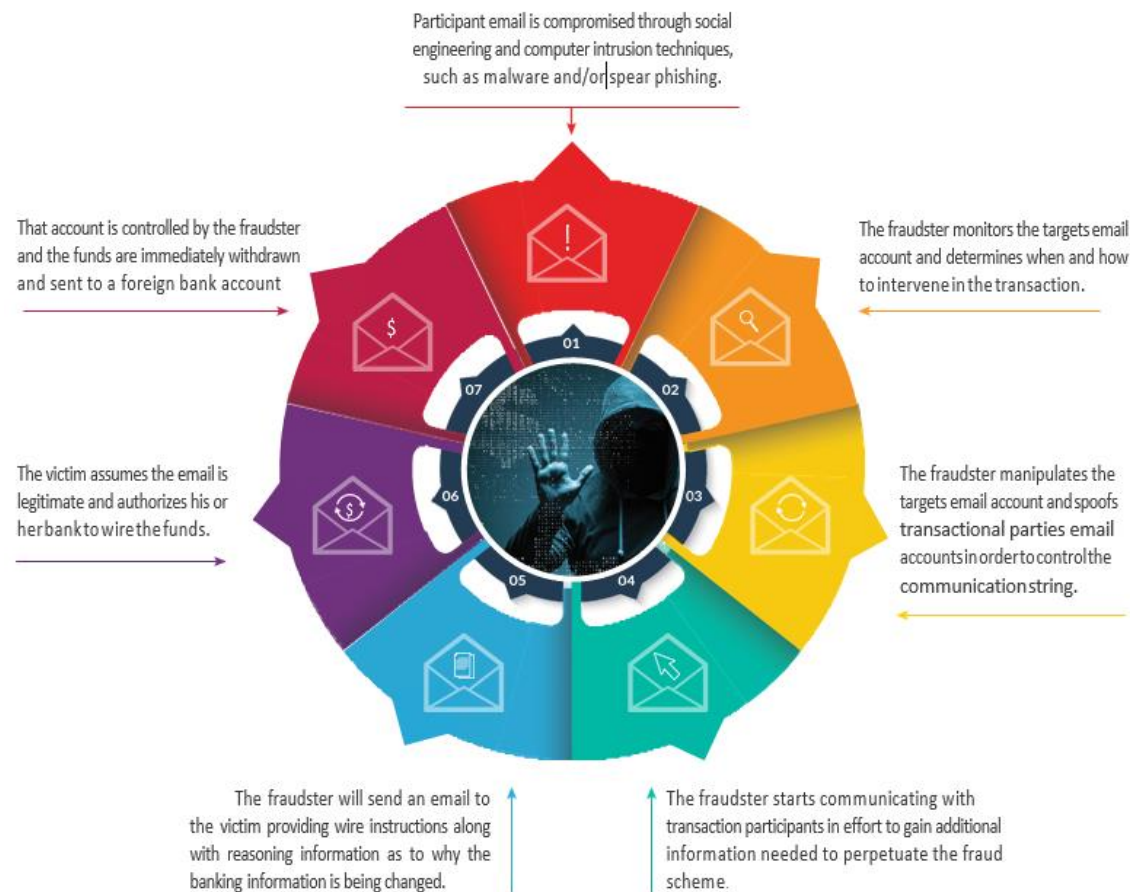 Participant email is compromised through social
engineering and computer intrusion techniques,
such as malware and/or spear phishing.
The fraudster monitors the targets email
account and determines when and how
to intervene in the transaction.
The fraudster manipulates the
targets email account and spoofs
transactional parties email
accounts in order to control the
communication string.
The fraudster starts communicating with
transaction participants in effort to gain additional
information needed to perpetuate the fraud
scheme.
The fraudster will send an email to
the victim providing wire instructions along
with reasoning information as to why the
banking information is being changed.
The victim assumes the email is
legitimate and authorizes his or
her bank to wire the funds.
That account is controlled by the fraudster
and the funds are immediately withdrawn
and sent to a foreign bank account
01
02
03
04
05
06
07
!
$
$